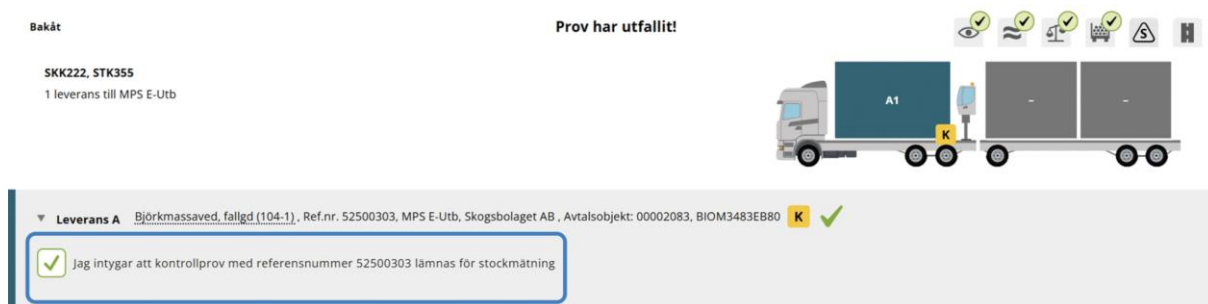 Bakåt
Prov har utfallit!
S
SKK222, STK355
1 leverans till MPS E-Utb
A1
-
-
K
Leverans A Björkmassaved, fallgd (104-1) , Ref.nr. 52500303, MPS E-Utb, Skogsbolaget AB , Avtalsobjekt: 00002083, BIOM3483EB80 K
Jag intygar att kontrollprov med referensnummer 52500303 lämnas för stockmätning